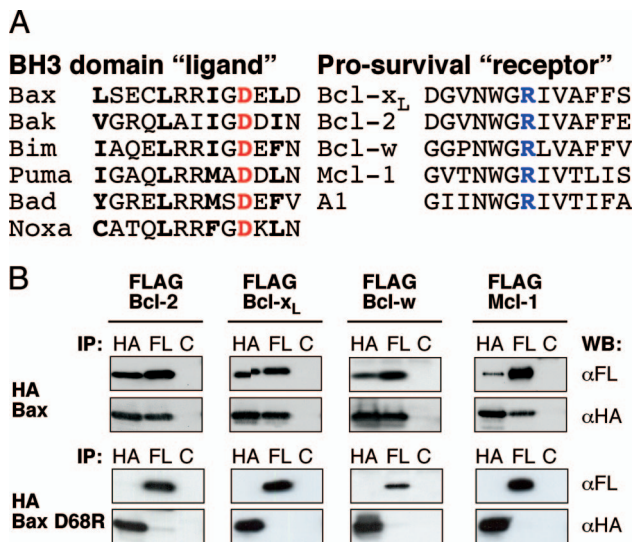 A
BH3 domain “ligand” Pro-survival “receptor”
Bax LSECLRRIGDELD Bcl-xL DGVNWGRIVAFFS
Bak VGRQLAIIGDDIN Bcl-2 DGVNWGRIVAFFE
Bim IAQELRRIGDEFN Bcl-w GGPNWGRLVAFFV
Puma IGAQLRRMADDLN Mcl-1 GVTNWGRIVTLIS
Bad YGRELRRMSDEFV A1 GIINWGRIVTIFA
Noxa CATQLRRFGDKLN
B
FLAG FLAG FLAG FLAG
Bcl-2 Bcl-xL Bcl-w Mcl-1
IP: HA FL C HA FL C HA FL C HA FL C WB:
αFL
HA
Bax
αHA
HA FL C HA FL C HA FL C HA FL C
αFL
HA
Bax D68R
αHA